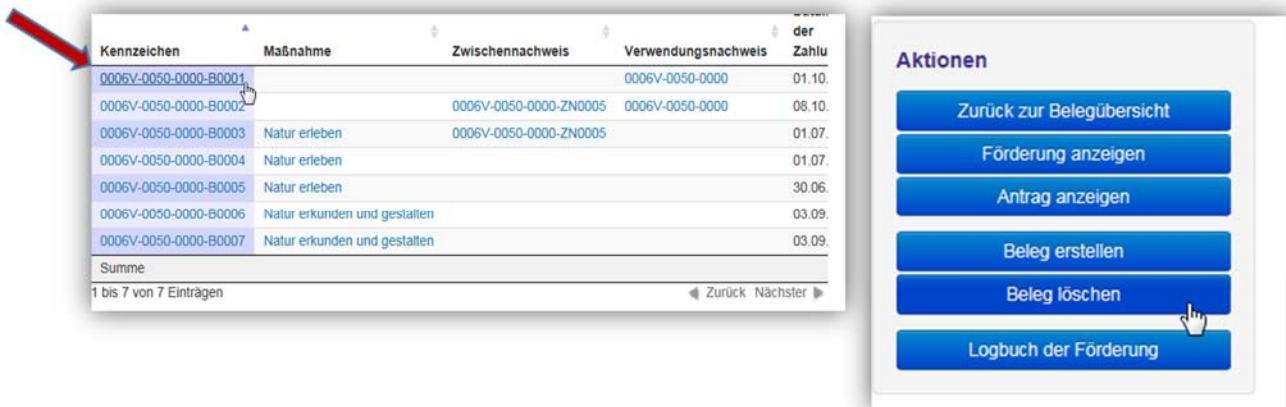 der
Kennzeichen Maßnahme Zwischennachweis Verwendungsnachweis Zahlu
0006V-0050-0000-B0001 0006V-0050-0000 01.10.
0006V-0050-0000-B0002 0006V-0050-0000-ZN0005 0006V-0050-0000 08.10.
0006V-0050-0000-B0003 Natur erleben 0006V-0050-0000-ZN0005 01.07.
0006V-0050-0000-B0004 Natur erleben 01.07.
0006V-0050-0000-B0005 Natur erleben 30.06.
0006V-0050-0000-B0006 Natur erkunden und gestalten 03.09.
0006V-0050-0000-B0007 Natur erkunden und gestalten 03.09.
Summe
1 bis 7 von 7 Einträgen Zurück Nächster
Aktionen
Zurück zur Belegübersicht
Förderung anzeigen
Antrag anzeigen
Beleg erstellen
Beleg löschen
Logbuch der Förderung